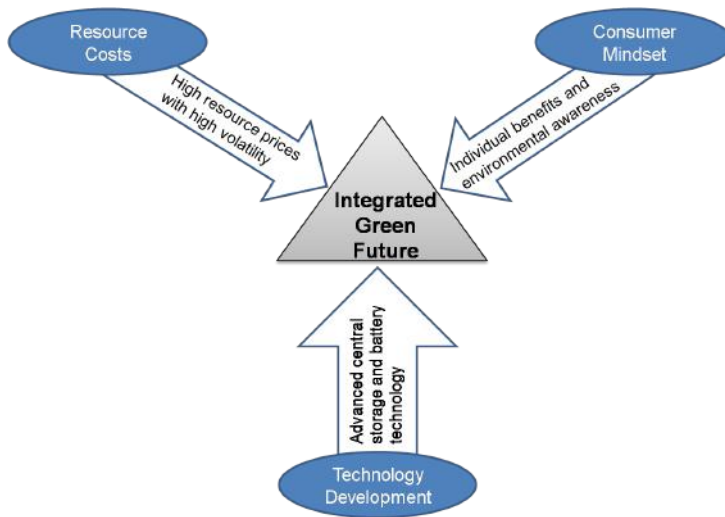 Resource
Costs
Consumer
Mindset
High resource prices
with high volatility
Individual benefits and
environmental awareness
Integrated
Green
Future
Advanced central
storage and battery
technology
Technology
Development